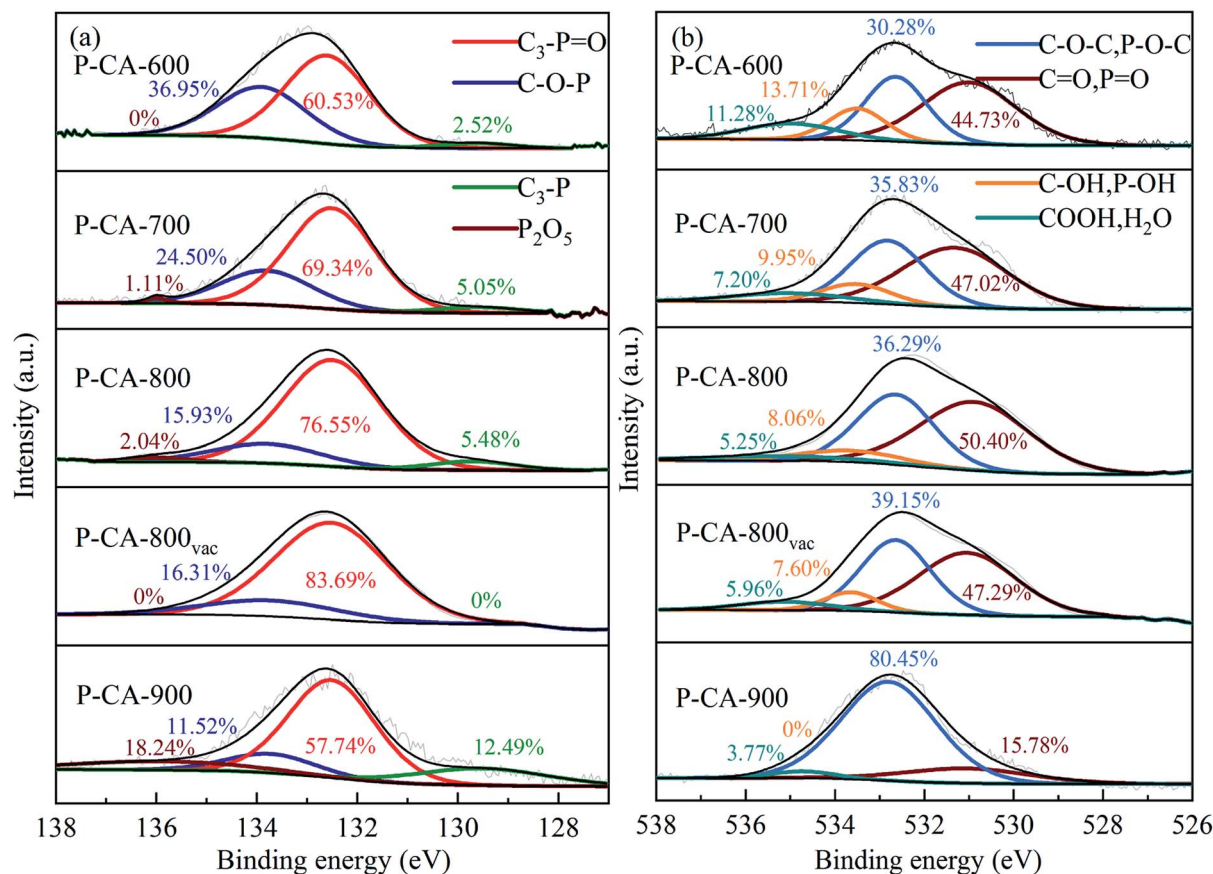 (a)
P-CA-600
C₃-P=O
C-O-P
36.95%
60.53%
0%
2.52%
P-CA-700
C₃-P
P₂O₅
24.50%
1.11%
69.34%
5.05%
P-CA-800
15.93%
2.04%
76.55%
5.48%
P-CA-800vac
16.31%
0%
83.69%
0%
P-CA-900
11.52%
18.24%
57.74%
12.49%
138 136 134 132 130 128
Binding energy (eV)
Intensity (a.u.)
(b)
30.28%
C-O-C,P-O-C
C=O,P=O
P-CA-600
13.71%
11.28%
44.73%
35.83%
C-OH,P-OH
COOH,H₂O
P-CA-700
9.95%
7.20%
47.02%
36.29%
P-CA-800
8.06%
5.25%
50.40%
39.15%
P-CA-800vac
7.60%
5.96%
47.29%
80.45%
P-CA-900
0%
3.77%
15.78%
538 536 534 532 530 528 526
Binding energy (eV)
Intensity (a.u.)